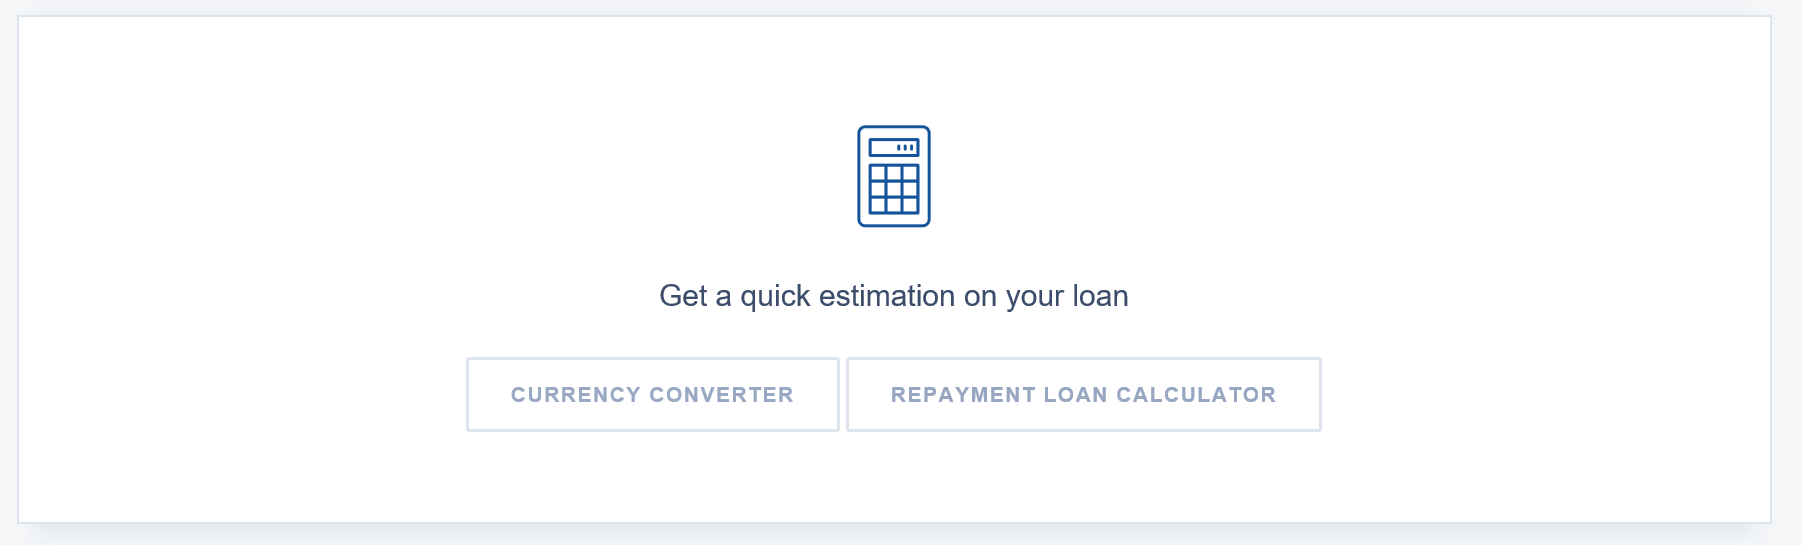 Get a quick estimation on your loan
CURRENCY CONVERTER
REPAYMENT LOAN CALCULATOR